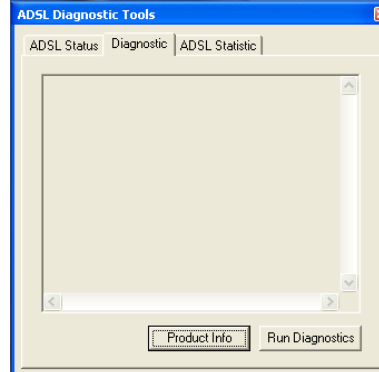 ADSL Diagnostic Tools
ADSL Status Diagnostic ADSL Statistic
Product Info Run Diagnostics